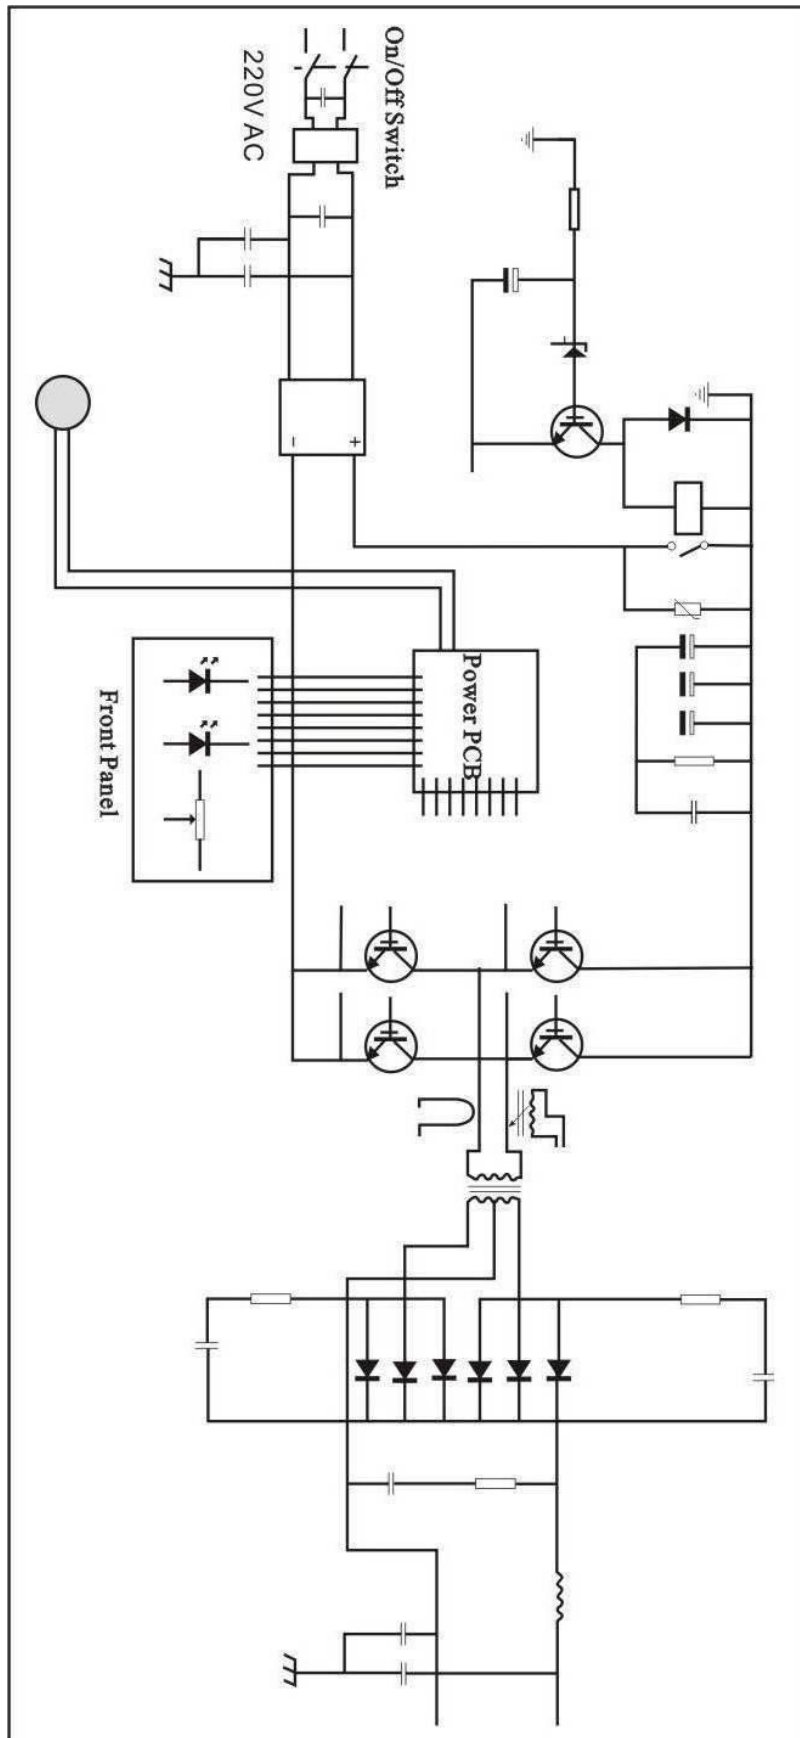 On/Off Switch
220V AC
- +
Power PCB
Front Panel